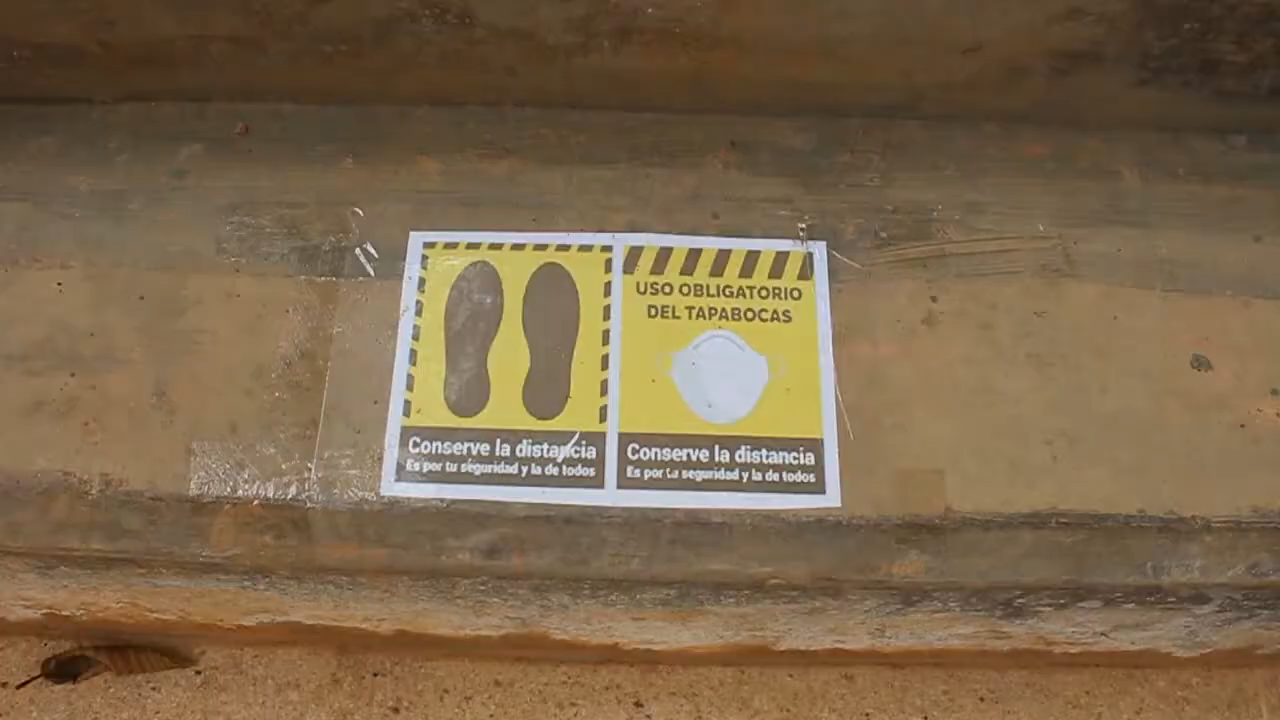 USO OBLIGATORIO
DEL TAPABOCAS
Conserve la distancia
Es por tu seguridad y la de todos
Conserve la distancia
Es por tu seguridad y la de todos